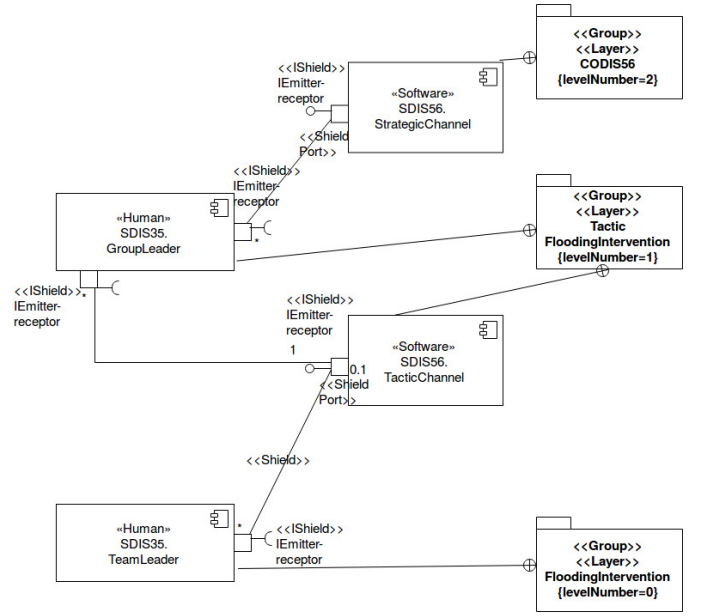 <<Group>>
<<Layer>>
CODIS56
{levelNumber=2}
<<IShield>>
IEmitter-
receptor
«Software»
SDIS56.
StrategicChannel
<<Shield
Port>>
<<IShield>>
IEmitter-
receptor
*
«Human»
SDIS35.
GroupLeader
<<Group>>
<<Layer>>
Tactic
FloodingIntervention
{levelNumber=1}
<<IShield>>
*
IEmitter-
receptor
<<IShield>>
IEmitter-
receptor
1
«Software»
SDIS56.
TacticChannel
0.1
<<Shield
Port>>
<<Shield>>
«Human»
SDIS35.
TeamLeader
*
<<IShield>>
IEmitter-
receptor
<<Group>>
<<Layer>>
FloodingIntervention
{levelNumber=0}